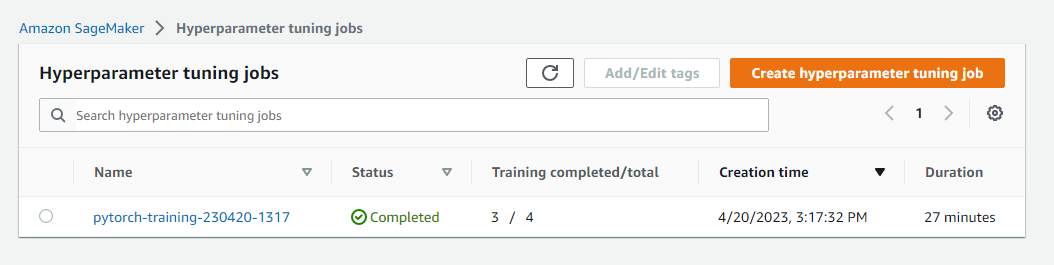 Amazon SageMaker > Hyperparameter tuning jobs
Hyperparameter tuning jobs Add/Edit tags Create hyperparameter tuning job
Search hyperparameter tuning jobs 1
Name Status Training completed/total Creation time Duration
pytorch-training-230420-1317 Completed 3 / 4 4/20/2023, 3:17:32 PM 27 minutes